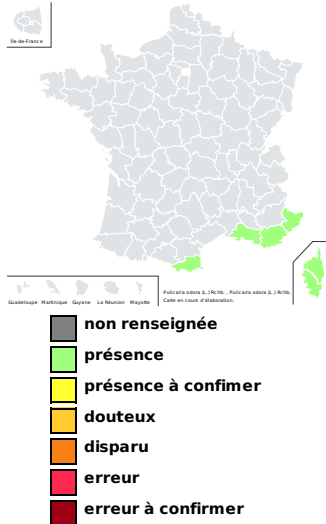 Île-de-France
Guadeloupe Martinique Guyane La Réunion Mayotte
Pulicaria odora (L.) Rchb. , Pulicaria odora (L.) Rchb.
Carte en cours d'élaboration.
non renseignée
présence
présence à confimer
douteux
disparu
erreur
erreur à confirmer